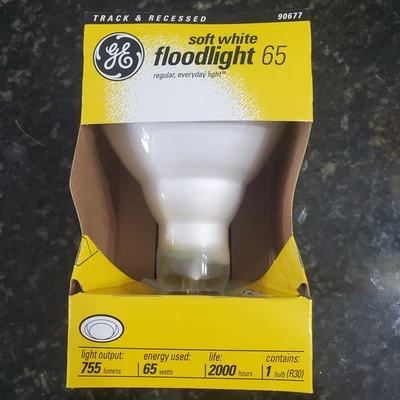 TRACK & RECESSED 90677
GE
soft white
floodlight 65
regular, everyday light™
light output: energy used: life: contains:
755 lumens 65 watts 2000 hours 1 bulb (R30)